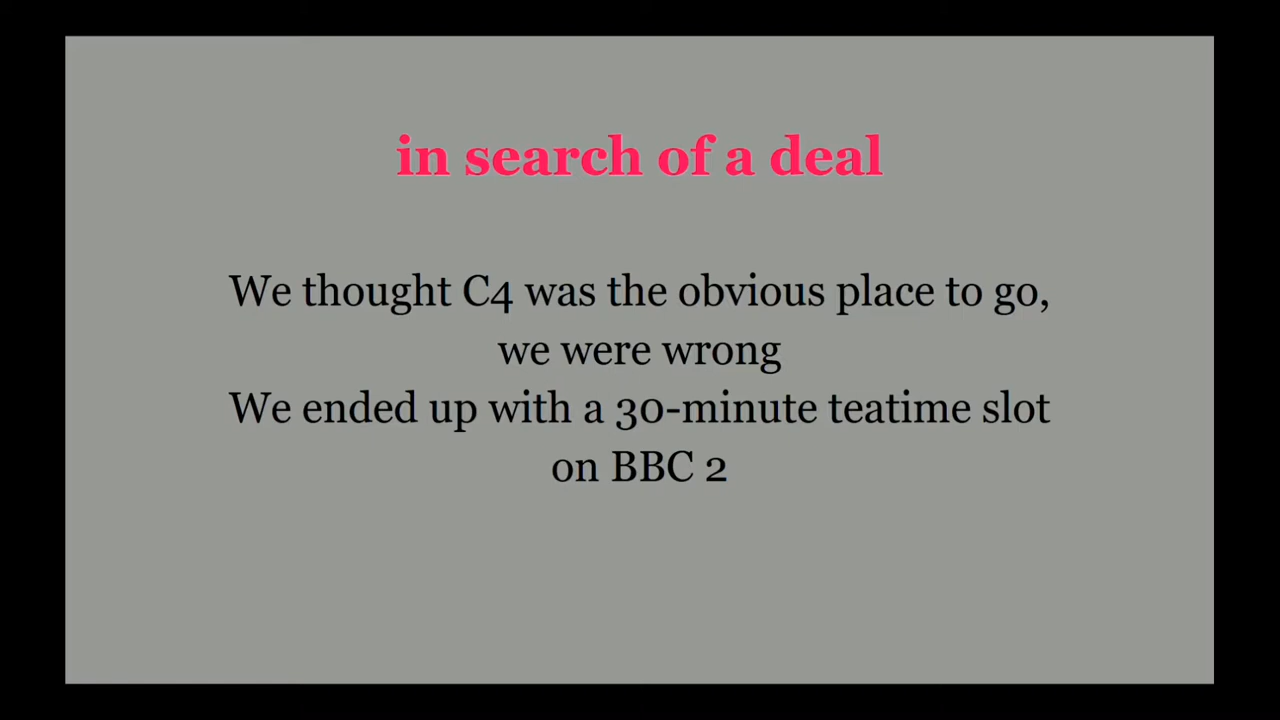 in search of a deal
We thought C4 was the obvious place to go,
we were wrong
We ended up with a 30-minute teatime slot
on BBC 2